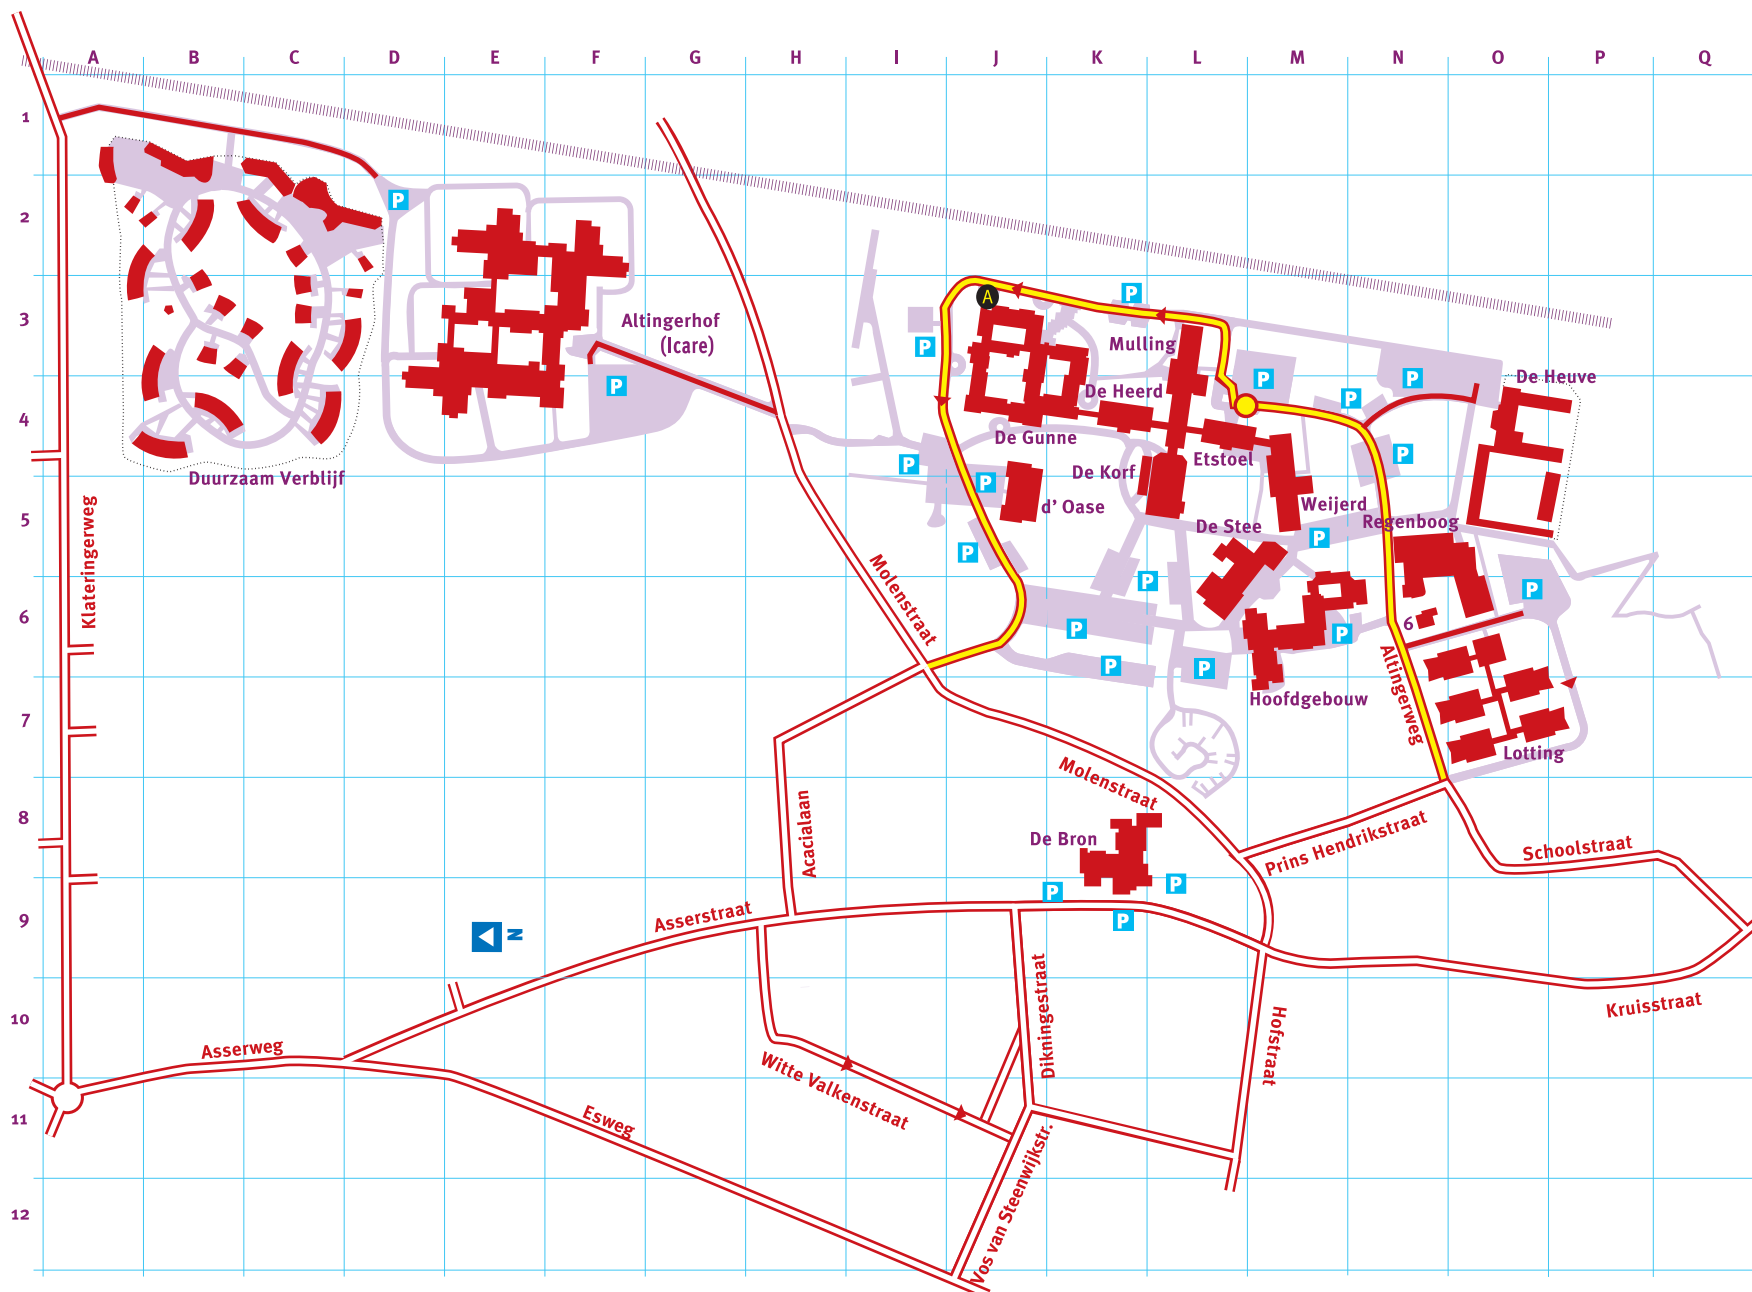 A B C D E F G H I J K L M N O P Q
1
P
2
P
A
3
Altingerhof
(Icare)
P
Mulling
P
P
P
De Heuve
P
De Heerd
4
De Gunne
P
Etstoel
P
De Korf
Duurzaam Verblijf
P
d' Oase
Weijerd
Klateringerweg
5
De Stee
Regenboog
P
P
Molenstraat
P
P
6
6
P
P
P
P
Altingerweg
Hoofdgebouw
7
Lotting
Molenstraat
8
Acacialaan
De Bron
Prins Hendrikstraat
Schoolstraat
P
P
9
Asserstraat
P
N
Dikningestraat
10
Kruisstraat
Hofstraat
Asserweg
Witte Valkenstraat
11
Esweg
Vos van Steenwijkstr.
12